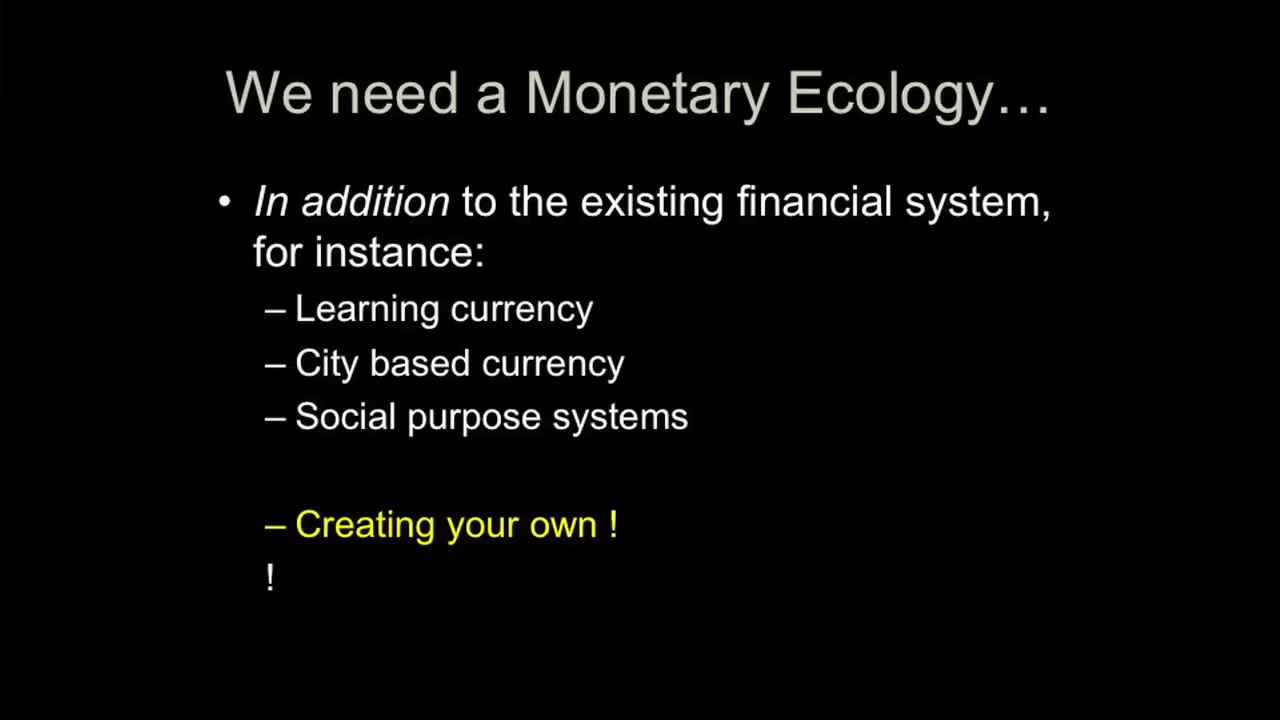 We need a Monetary Ecology…
• In addition to the existing financial system,
for instance:
– Learning currency
– City based currency
– Social purpose systems
– Creating your own !
!